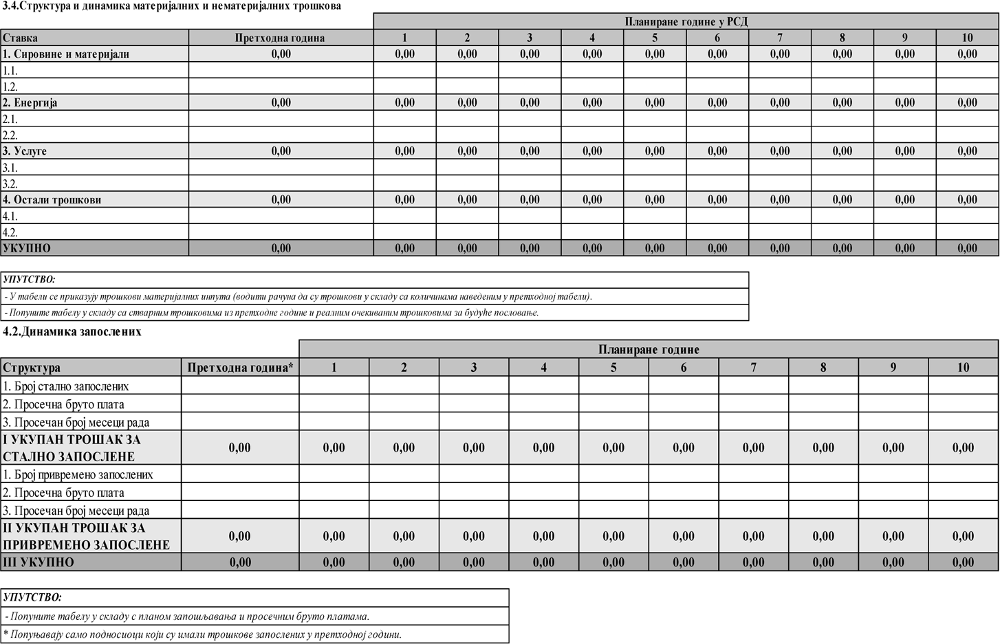 3.4.Структура и динамика материјалних и нематеријалних трошкова
Планиране године у РСД
Ставка Претходна година 1 2 3 4 5 6 7 8 9 10
1. Сировине и материјали 0,00 0,00 0,00 0,00 0,00 0,00 0,00 0,00 0,00 0,00 0,00
1.1.
1.2.
2. Енергија 0,00 0,00 0,00 0,00 0,00 0,00 0,00 0,00 0,00 0,00 0,00
2.1.
2.2.
3. Услуге 0,00 0,00 0,00 0,00 0,00 0,00 0,00 0,00 0,00 0,00 0,00
3.1.
3.2.
4. Остали трошкови 0,00 0,00 0,00 0,00 0,00 0,00 0,00 0,00 0,00 0,00 0,00
4.1.
4.2.
УКУПНО 0,00 0,00 0,00 0,00 0,00 0,00 0,00 0,00 0,00 0,00 0,00
УПУТСТВО:
- У табели се приказују трошкови материјалних инпута (водити рачуна да су трошкови у складу са количинама наведеним у претходној табели).
- Попуните табелу у складу са стварним трошковима из претходне године и реалним очекиваним трошковима за будуће пословање.
4.2.Динамика запослених
Планиране године
Структура Претходна година* 1 2 3 4 5 6 7 8 9 10
1. Број стално запослених
2. Просечна бруто плата
3. Просечан број месеци рада
I УКУПАН ТРОШАК ЗА
СТАЛНО ЗАПОСЛЕНЕ 0,00 0,00 0,00 0,00 0,00 0,00 0,00 0,00 0,00 0,00 0,00
1. Број привремено запослених
2. Просечна бруто плата
3. Просечан број месеци рада
II УКУПАН ТРОШАК ЗА
ПРИВРЕМЕНО ЗАПОСЛЕНЕ 0,00 0,00 0,00 0,00 0,00 0,00 0,00 0,00 0,00 0,00 0,00
III УКУПНО 0,00 0,00 0,00 0,00 0,00 0,00 0,00 0,00 0,00 0,00 0,00
УПУТСТВО:
- Попуните табелу у складу с планом запошљавања и просечним бруто платама.
* Попуњавају само подносиоци који су имали трошкове запослених у претходној години.